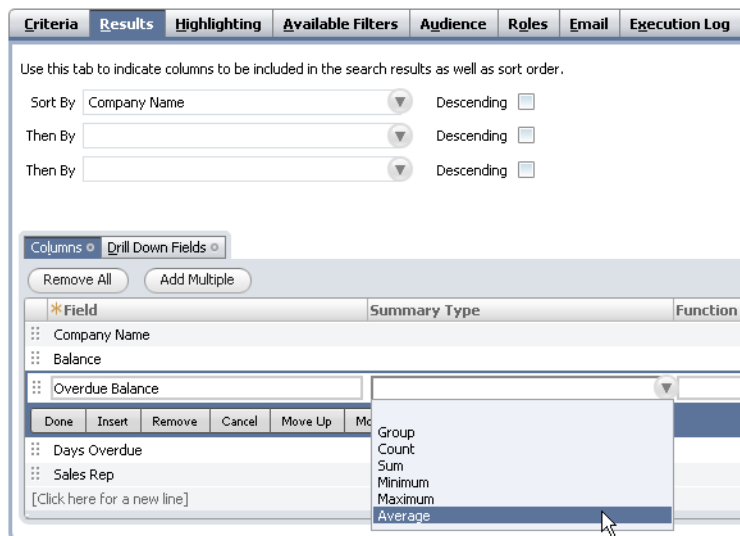 Criteria Results Highlighting Available Filters Audience Roles Email Execution Log
Use this tab to indicate columns to be included in the search results as well as sort order.
Sort By Company Name Descending
Then By Descending
Then By Descending
Columns Drill Down Fields
Remove All Add Multiple
Field Summary Type Function
Company Name
Balance
Overdue Balance
Done Insert Remove Cancel Move Up
Group
Count
Sum
Minimum
Maximum
Average
Days Overdue
Sales Rep
[Click here for a new line]